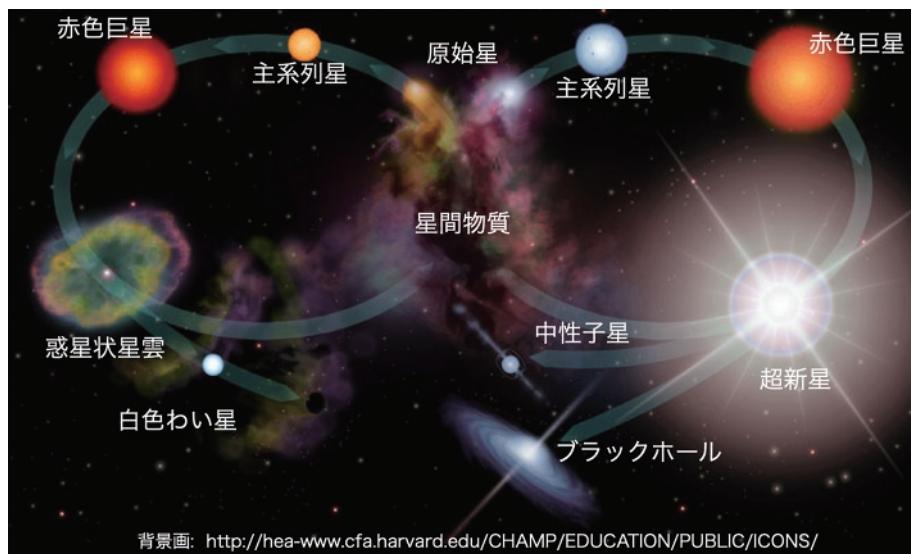 赤色巨星
主系列星
原始星
主系列星
赤色巨星
星間物質
惑星状星雲
白色わい星
中性子星
超新星
ブラックホール
背景画: http://hea-www.cfa.harvard.edu/CHAMP/EDUCATION/PUBLIC/ICONS/